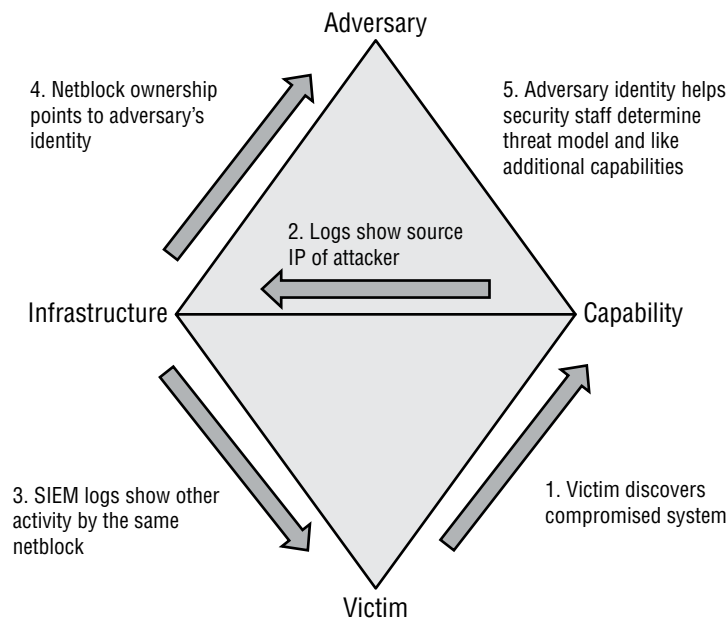 Adversary
4. Netblock ownership
points to adversary's
identity
5. Adversary identity helps
security staff determine
threat model and like
additional capabilities
2. Logs show source
IP of attacker
Infrastructure
Capability
3. SIEM logs show other
activity by the same
netblock
1. Victim discovers
compromised system
Victim